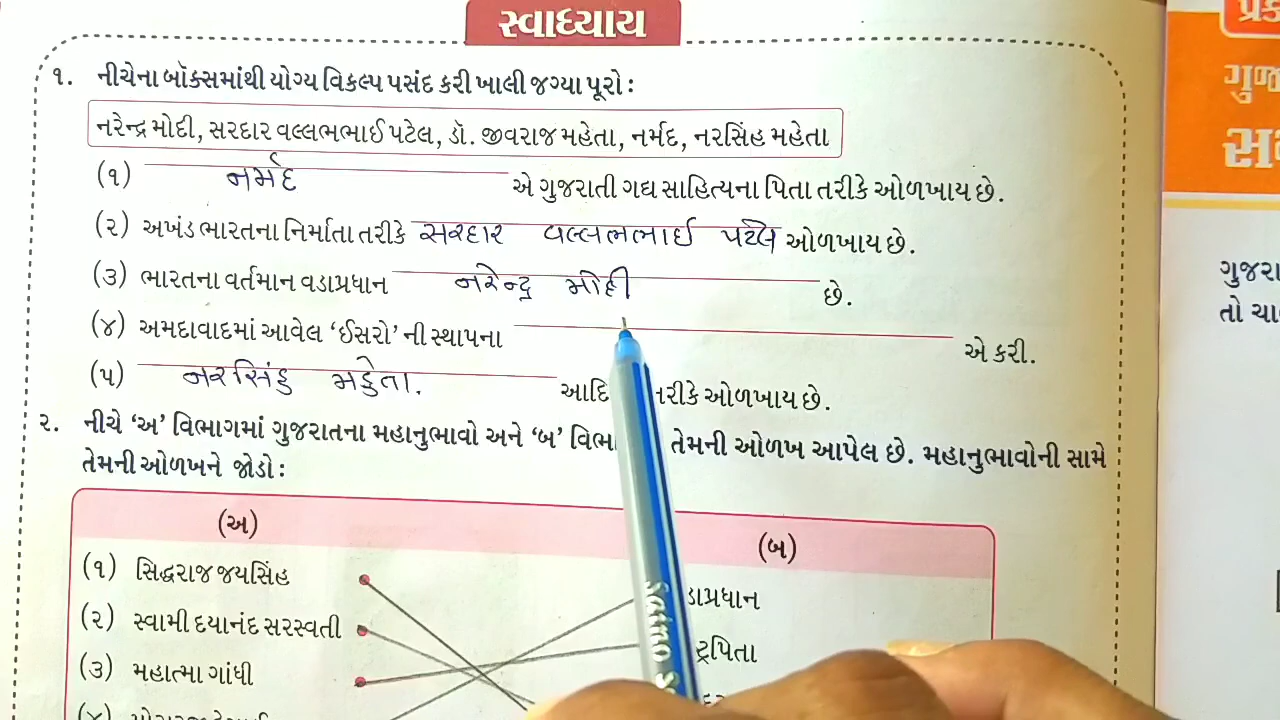 સ્વાધ્યાય
૧. નીચેના બૉક્સમાંથી યોગ્ય વિકલ્પ પસંદ કરી ખાલી જગ્યા પૂરો :
નરેન્દ્ર મોદી, સરદાર વલ્લભભાઈ પટેલ, ડૉ. જીવરાજ મહેતા, નર્મદ, નરસિંહ મહેતા
(૧) નર્મદ એ ગુજરાતી ગદ્ય સાહિત્યના પિતા તરીકે ઓળખાય છે.
(૨) અખંડ ભારતના નિર્માતા તરીકે સરદાર વલ્લભભાઈ પટેલ ઓળખાય છે.
(૩) ભારતના વર્તમાન વડાપ્રધાન નરેન્દ્ર મોદી છે.
(૪) અમદાવાદમાં આવેલ ‘ઈસરો’ ની સ્થાપના એ કરી.
(૫) નરસિંહ મહેતા. આદિ તરીકે ઓળખાય છે.
૨. નીચે ‘અ’ વિભાગમાં ગુજરાતના મહાનુભાવો અને ‘બ’ વિભા તેમની ઓળખ આપેલ છે. મહાનુભાવોની સામે
તેમની ઓળખને જોડો :
(અ) (બ)
(૧) સિદ્ધરાજ જયસિંહ ડાપ્રધાન
(૨) સ્વામી દયાનંદ સરસ્વતી ટ્રપિતા
(૩) મહાત્મા ગાંધી
પ્રક
ગુજ
સ
ગુજરા
તો ચા